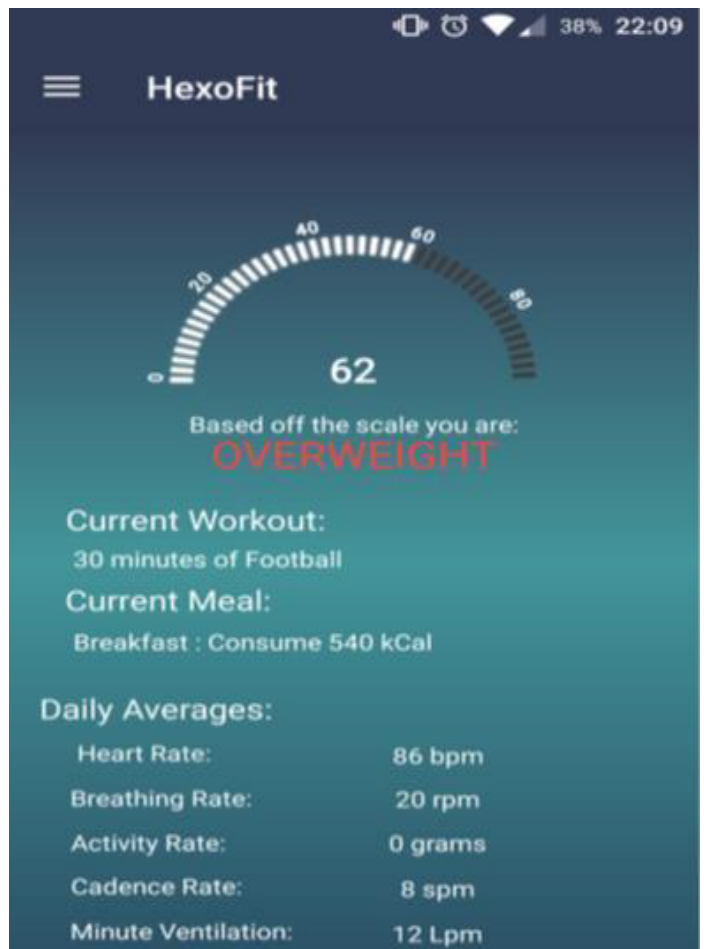 38% 22:09
HexoFit
0 20 40 60 80
62
Based off the scale you are:
OVERWEIGHT
Current Workout:
30 minutes of Football
Current Meal:
Breakfast : Consume 540 kCal
Daily Averages:
Heart Rate: 86 bpm
Breathing Rate: 20 rpm
Activity Rate: 0 grams
Cadence Rate: 8 spm
Minute Ventilation: 12 Lpm